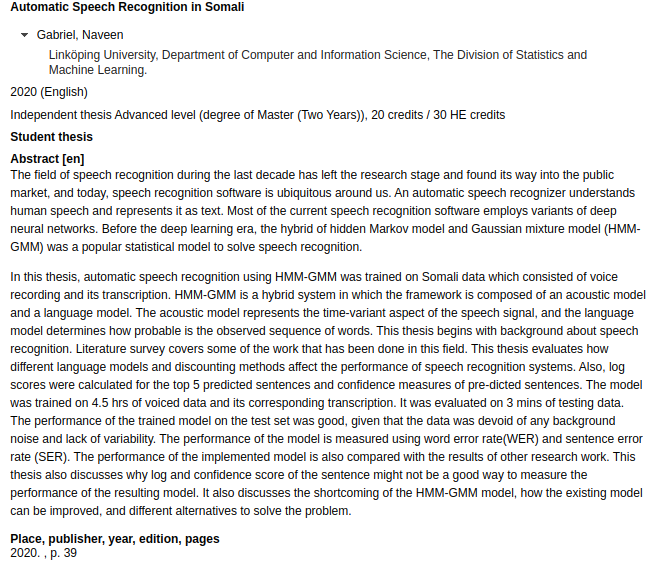 Automatic Speech Recognition in Somali
Gabriel, Naveen
Linköping University, Department of Computer and Information Science, The Division of Statistics and
Machine Learning.
2020 (English)
Independent thesis Advanced level (degree of Master (Two Years)), 20 credits / 30 HE credits
Student thesis
Abstract [en]
The field of speech recognition during the last decade has left the research stage and found its way into the public
market, and today, speech recognition software is ubiquitous around us. An automatic speech recognizer understands
human speech and represents it as text. Most of the current speech recognition software employs variants of deep
neural networks. Before the deep learning era, the hybrid of hidden Markov model and Gaussian mixture model (HMM-
GMM) was a popular statistical model to solve speech recognition.
In this thesis, automatic speech recognition using HMM-GMM was trained on Somali data which consisted of voice
recording and its transcription. HMM-GMM is a hybrid system in which the framework is composed of an acoustic model
and a language model. The acoustic model represents the time-variant aspect of the speech signal, and the language
model determines how probable is the observed sequence of words. This thesis begins with background about speech
recognition. Literature survey covers some of the work that has been done in this field. This thesis evaluates how
different language models and discounting methods affect the performance of speech recognition systems. Also, log
scores were calculated for the top 5 predicted sentences and confidence measures of pre-dicted sentences. The model
was trained on 4.5 hrs of voiced data and its corresponding transcription. It was evaluated on 3 mins of testing data.
The performance of the trained model on the test set was good, given that the data was devoid of any background
noise and lack of variability. The performance of the model is measured using word error rate(WER) and sentence error
rate (SER). The performance of the implemented model is also compared with the results of other research work. This
thesis also discusses why log and confidence score of the sentence might not be a good way to measure the
performance of the resulting model. It also discusses the shortcoming of the HMM-GMM model, how the existing model
can be improved, and different alternatives to solve the problem.
Place, publisher, year, edition, pages
2020. , p. 39